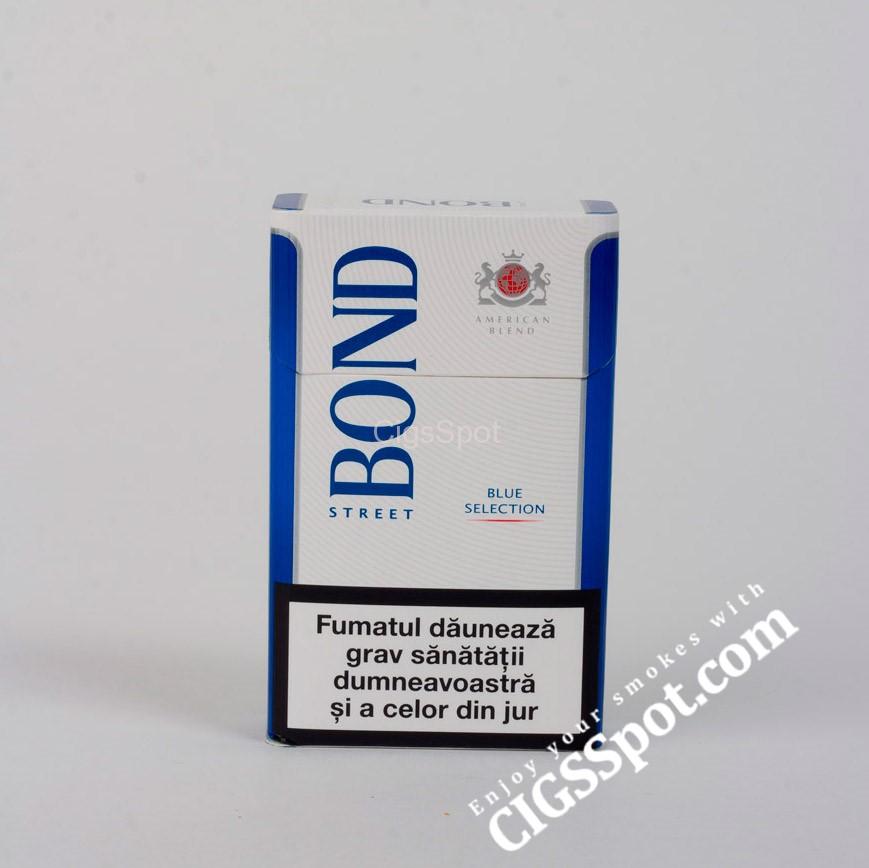 BOND
BOND
STREET
AMERICAN
BLEND
CigsSpot
BLUE
SELECTION
Fumatul dăunează
grav sănătății
dumneavoastră
și a celor din jur
Enjoy your smokes with
CIGSSpot.com